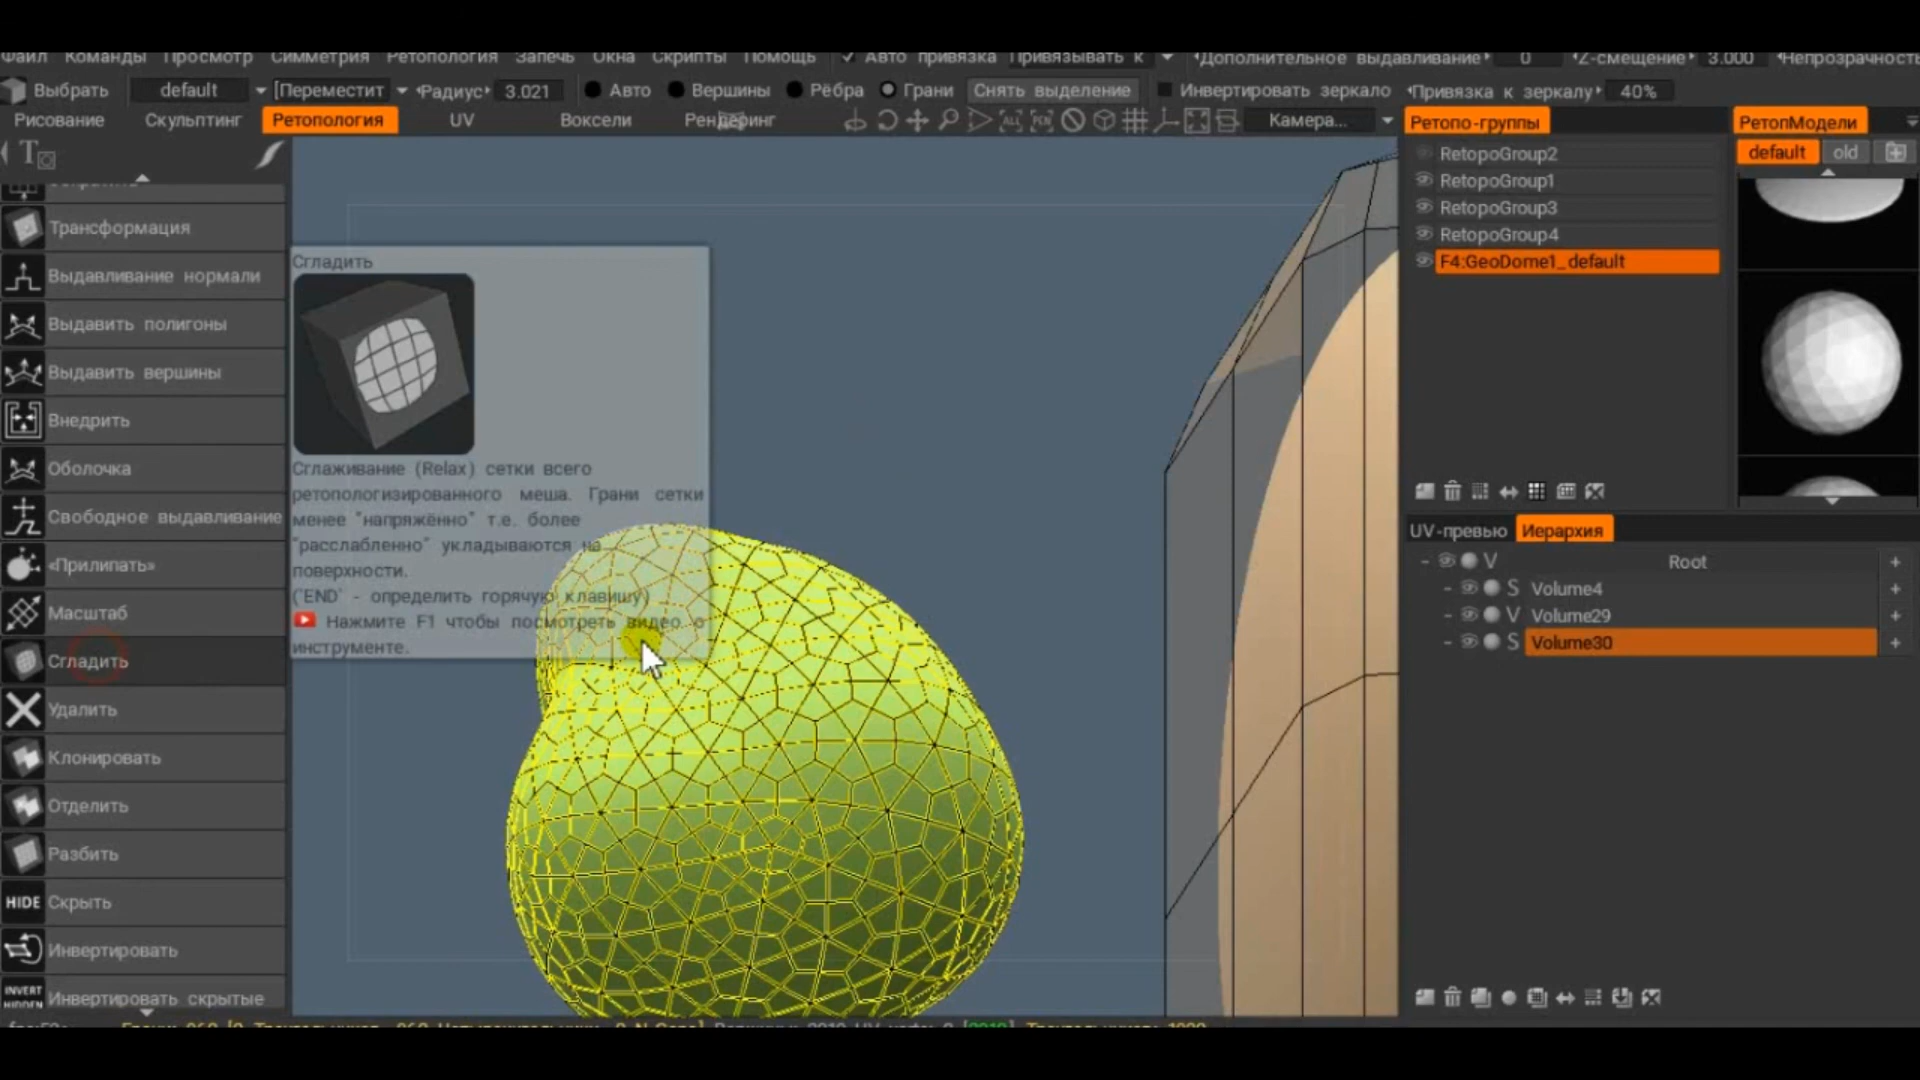 Файл Команды Просмотр Симметрия Ретопология Запечь Окна Скрипты Помощь Авто привязка Привязывать к Дополнительное выдавливание 0 Z-смещение 3.000 Непрозрачность
Выбрать default [Переместит Радиус 3.021 Авто Вершины Рёбра Грани Снять выделение Инвертировать зеркало Привязка к зеркалу 40%
Рисование Скульптинг Ретопология UV Воксели Рендеринг Камера... Ретопо-группы РетопМодели
default old
RetopoGroup2
RetopoGroup1
RetopoGroup3
RetopoGroup4
F4:GeoDome1_default
Трансформация
Выдавливание нормали
Выдавить полигоны
Выдавить вершины
Внедрить
Оболочка
Свободное выдавливание
«Прилипать»
Масштаб
Сгладить
Удалить
Клонировать
Отделить
Разбить
HIDE Скрыть
Инвертировать
INVERT HIDDEN Инвертировать скрытые
Сгладить
Сглаживание (Relax) сетки всего
ретопологизированного меша. Грани сетки
менее "напряжённо" т.е. более
"расслабленно" укладываются на
поверхности.
('END' - определить горячую клавишу)
Нажмите F1 чтобы посмотреть видео о
инструменте.
UV-превью Иерархия
V Root
S Volume4
V Volume29
S Volume30